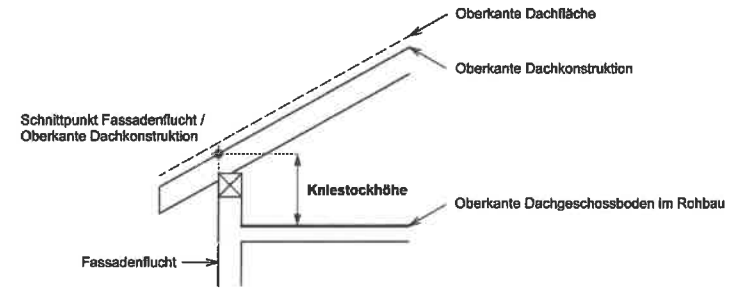 Oberkante Dachfläche
Oberkante Dachkonstruktion
Schnittpunkt Fassadenflucht /
Oberkante Dachkonstruktion
Kniestockhöhe
Oberkante Dachgeschossboden im Rohbau
Fassadenflucht